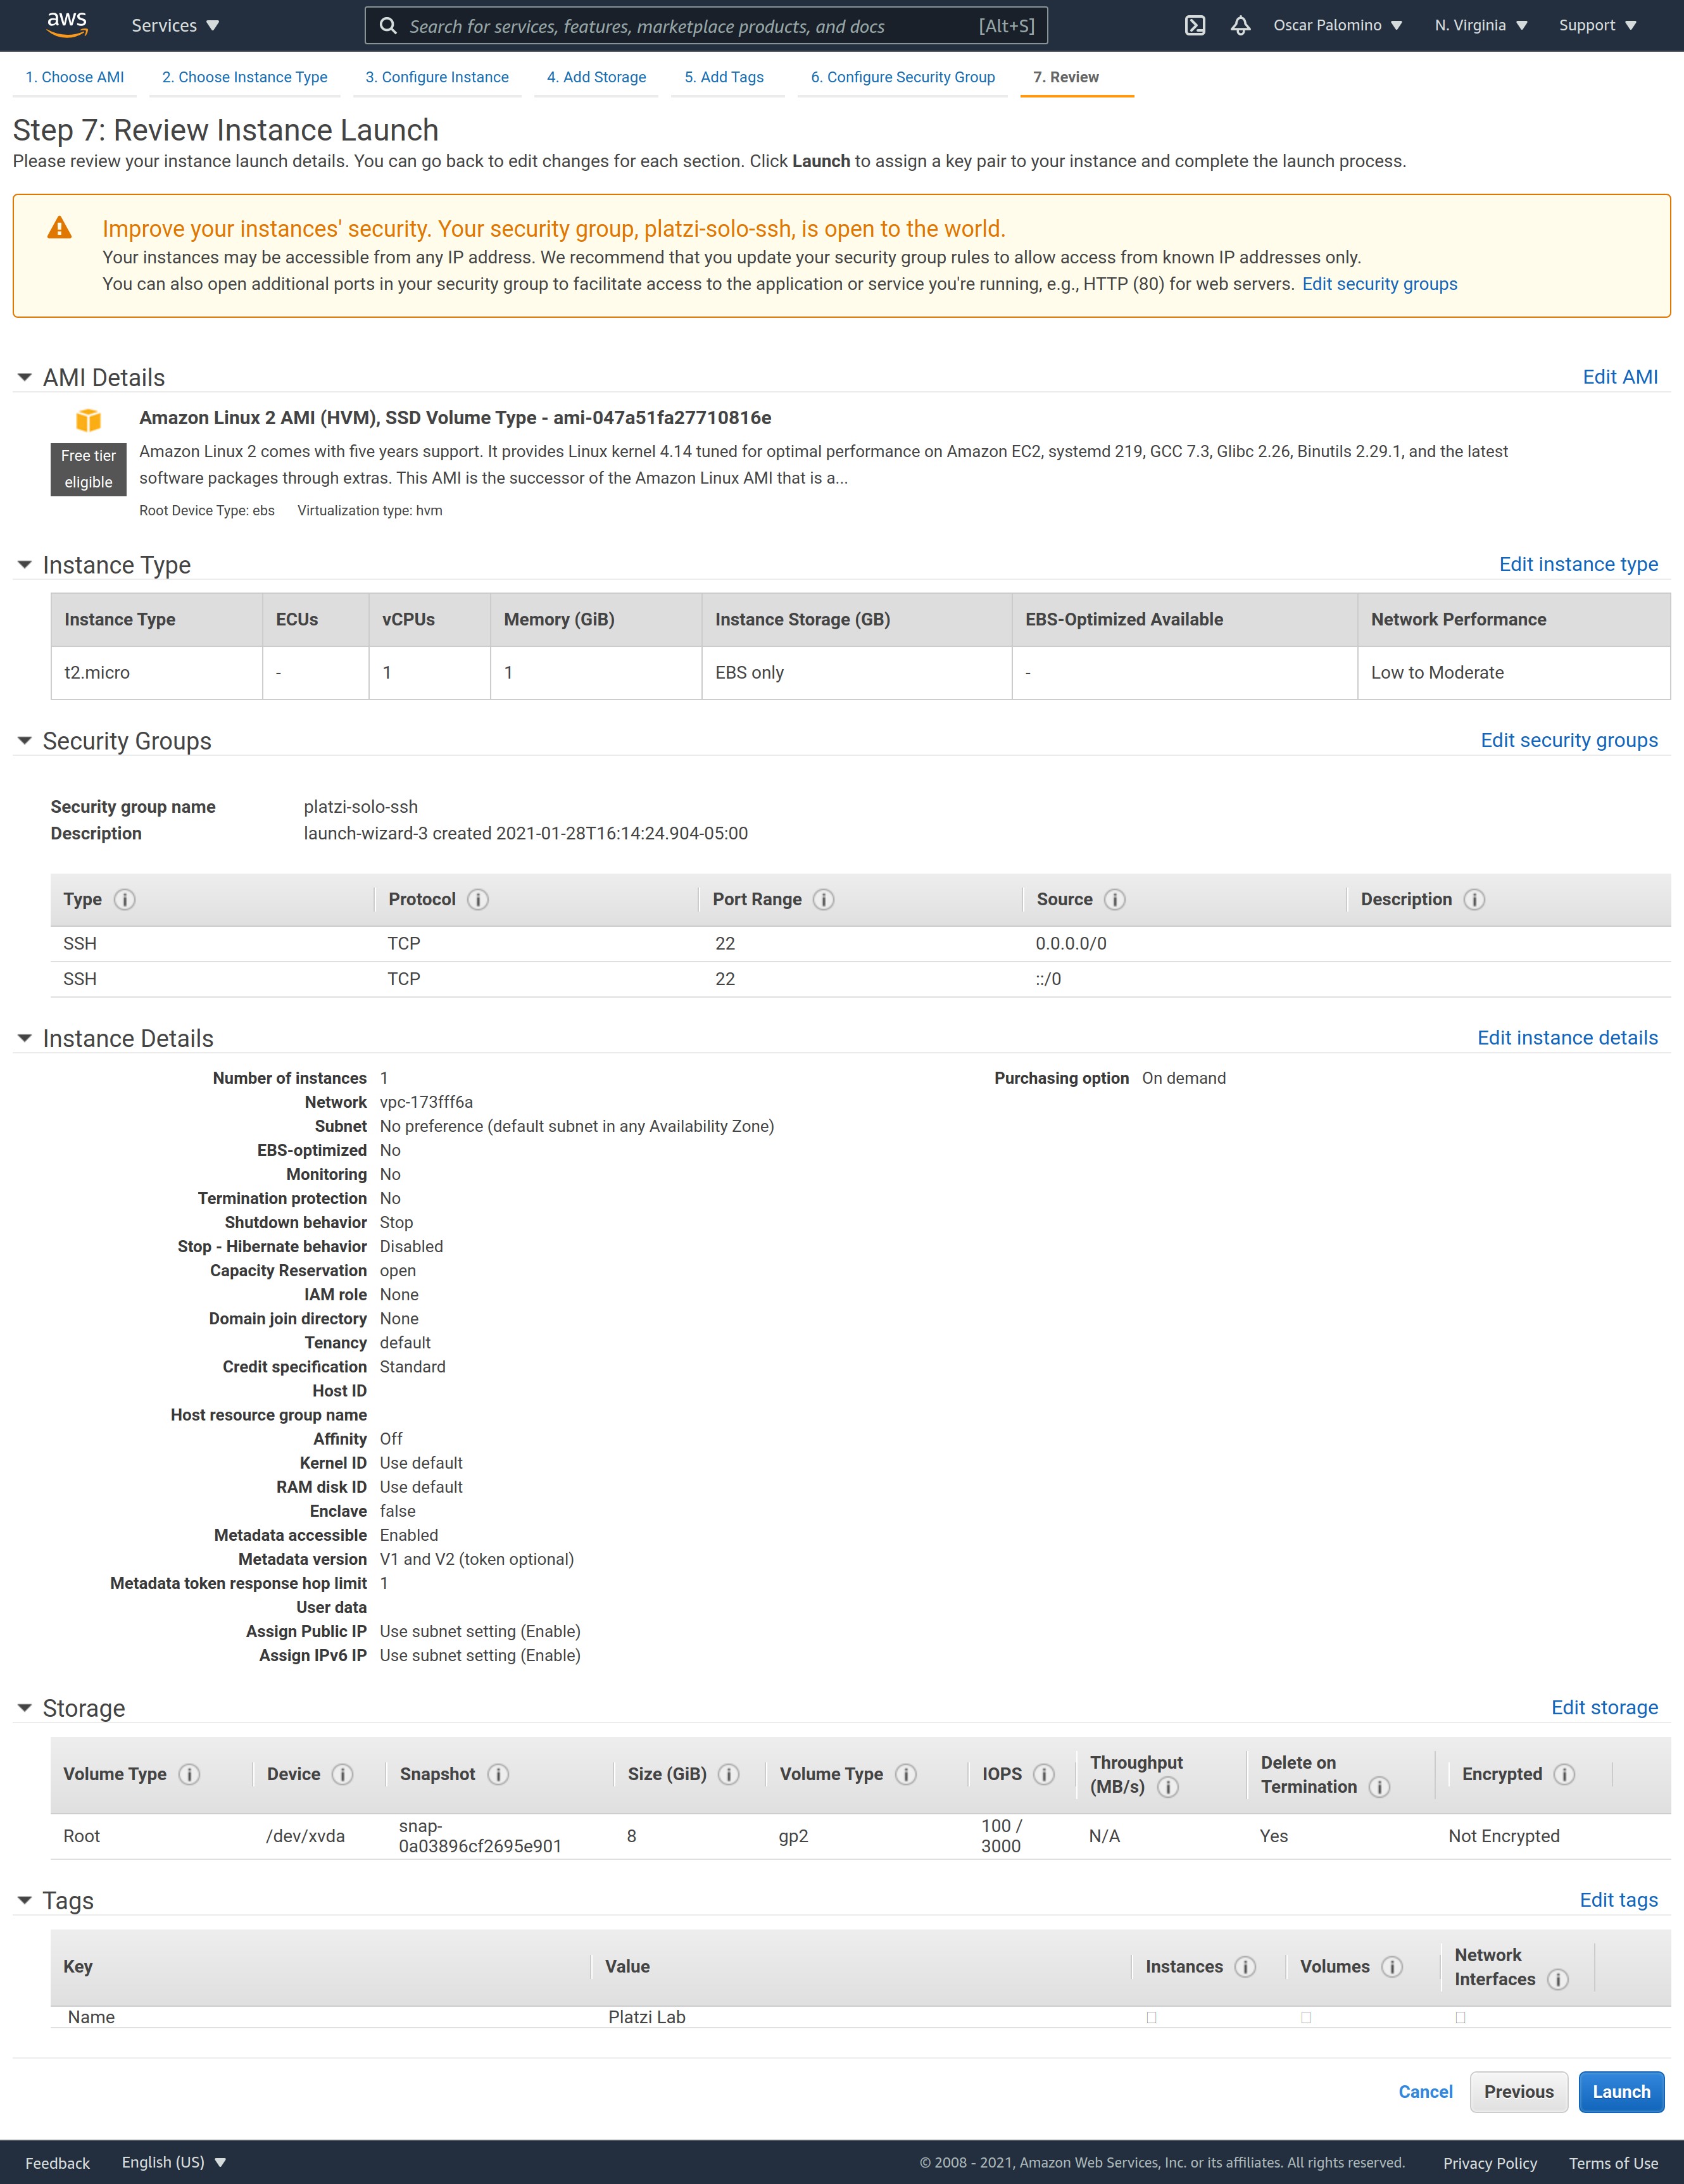 aws
Services
Search for services, features, marketplace products, and docs [Alt+S]
Oscar Palomino
N. Virginia
Support
1. Choose AMI 2. Choose Instance Type 3. Configure Instance 4. Add Storage 5. Add Tags 6. Configure Security Group 7. Review
Step 7: Review Instance Launch
Please review your instance launch details. You can go back to edit changes for each section. Click Launch to assign a key pair to your instance and complete the launch process.
Improve your instances' security. Your security group, platzi-solo-ssh, is open to the world.
Your instances may be accessible from any IP address. We recommend that you update your security group rules to allow access from known IP addresses only.
You can also open additional ports in your security group to facilitate access to the application or service you're running, e.g., HTTP (80) for web servers. Edit security groups
AMI Details Edit AMI
Amazon Linux 2 AMI (HVM), SSD Volume Type - ami-047a51fa27710816e
Free tier eligible
Amazon Linux 2 comes with five years support. It provides Linux kernel 4.14 tuned for optimal performance on Amazon EC2, systemd 219, GCC 7.3, Glibc 2.26, Binutils 2.29.1, and the latest
software packages through extras. This AMI is the successor of the Amazon Linux AMI that is a...
Root Device Type: ebs Virtualization type: hvm
Instance Type Edit instance type
Instance Type ECUs vCPUs Memory (GiB) Instance Storage (GB) EBS-Optimized Available Network Performance
t2.micro - 1 1 EBS only - Low to Moderate
Security Groups Edit security groups
Security group name platzi-solo-ssh
Description launch-wizard-3 created 2021-01-28T16:14:24.904-05:00
Type Protocol Port Range Source Description
SSH TCP 22 0.0.0.0/0
SSH TCP 22 ::/0
Instance Details Edit instance details
Number of instances 1 Purchasing option On demand
Network vpc-173fff6a
Subnet No preference (default subnet in any Availability Zone)
EBS-optimized No
Monitoring No
Termination protection No
Shutdown behavior Stop
Stop - Hibernate behavior Disabled
Capacity Reservation open
IAM role None
Domain join directory None
Tenancy default
Credit specification Standard
Host ID
Host resource group name
Affinity Off
Kernel ID Use default
RAM disk ID Use default
Enclave false
Metadata accessible Enabled
Metadata version V1 and V2 (token optional)
Metadata token response hop limit 1
User data
Assign Public IP Use subnet setting (Enable)
Assign IPv6 IP Use subnet setting (Enable)
Storage Edit storage
Volume Type Device Snapshot Size (GiB) Volume Type IOPS Throughput (MB/s) Delete on Termination Encrypted
Root /dev/xvda snap-0a03896cf2695e901 8 gp2 100 / 3000 N/A Yes Not Encrypted
Tags Edit tags
Key Value Instances Volumes Network Interfaces
Name Platzi Lab
Cancel Previous Launch
Feedback English (US) © 2008 - 2021, Amazon Web Services, Inc. or its affiliates. All rights reserved. Privacy Policy Terms of Use